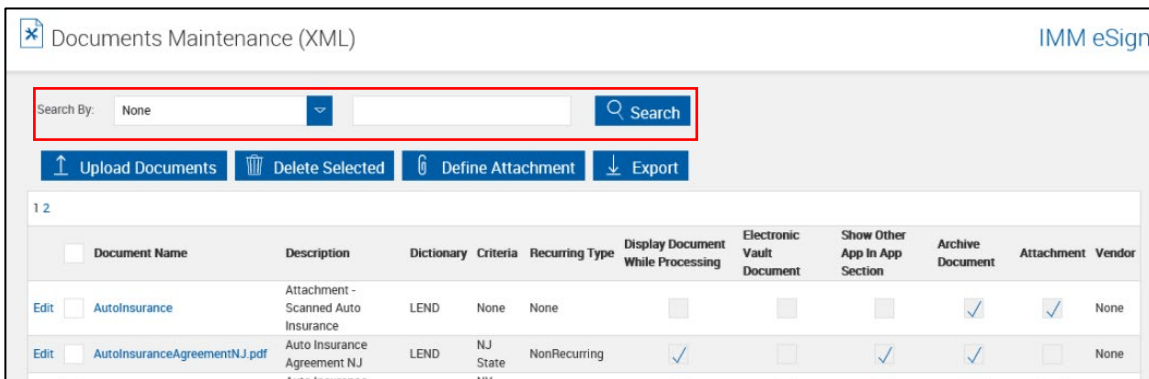 Documents Maintenance (XML)
IMM eSign
Search By: None Search
Upload Documents Delete Selected Define Attachment Export
1 2
Document Name Description Dictionary Criteria Recurring Type Display Document While Processing Electronic Vault Document Show Other App In App Section Archive Document Attachment Vendor
Edit AutoInsurance Attachment - Scanned Auto Insurance LEND None None None
Edit AutoInsuranceAgreementNJ.pdf Auto Insurance Agreement NJ LEND NJ State NonRecurring None